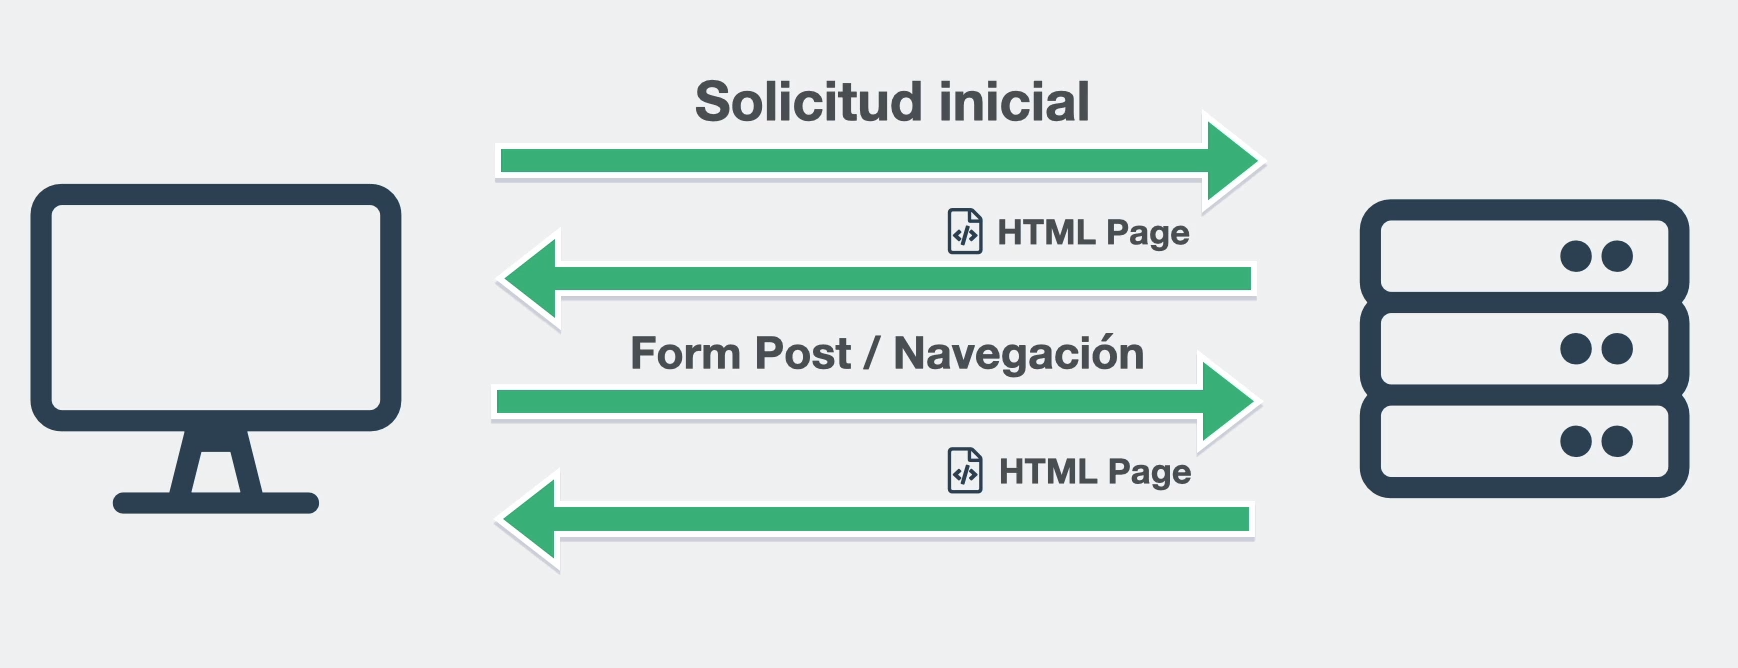 Solicitud inicial
</> HTML Page
Form Post / Navegación
</> HTML Page